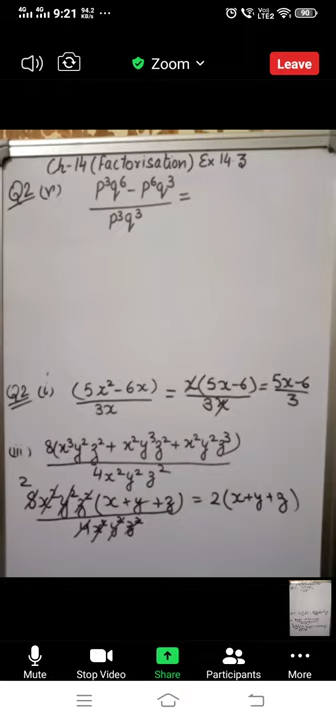 4G 4G 9:21 94.2 KB/s Vo) LTE2 90
Zoom Leave
Ch-14 (Factorisation) Ex 14.3
Q2 (v) p³q⁶ - p⁶q³ / p³q³ =
Q2 (i) (5x² - 6x) / 3x = x(5x-6) / 3x = 5x-6 / 3
(iii) 8(x³y²z² + x²y³z² + x²y²z³) / 4x²y²z²
2 8x²y²z² (x + y + z) / 4x²y²z² = 2 (x+y+z)
Mute Stop Video Share Participants More